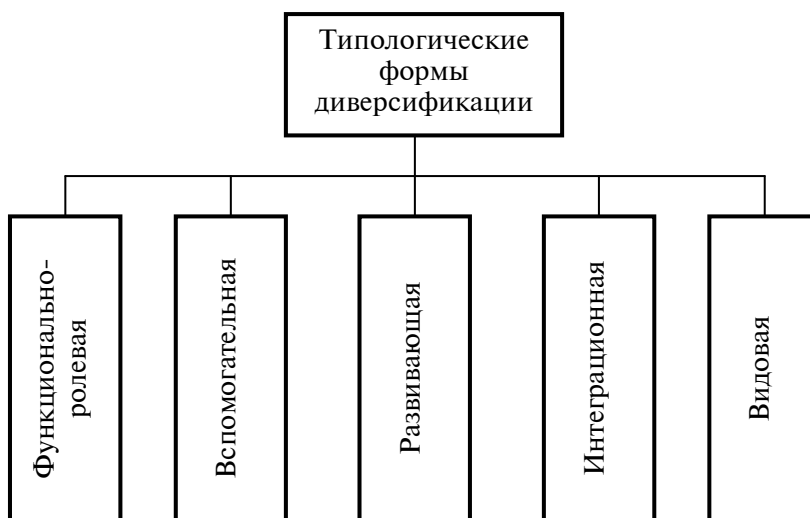 Типологические
формы
диверсификации
Функционально-
ролевая
Вспомогательная
Развивающая
Интеграционная
Видовая